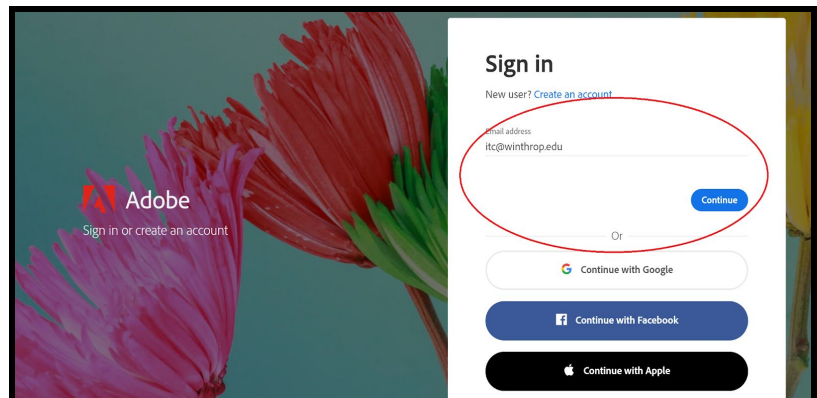 Adobe
Sign in or create an account
Sign in
New user? Create an account
Email address
itc@winthrop.edu
Continue
Or
Continue with Google
Continue with Facebook
Continue with Apple